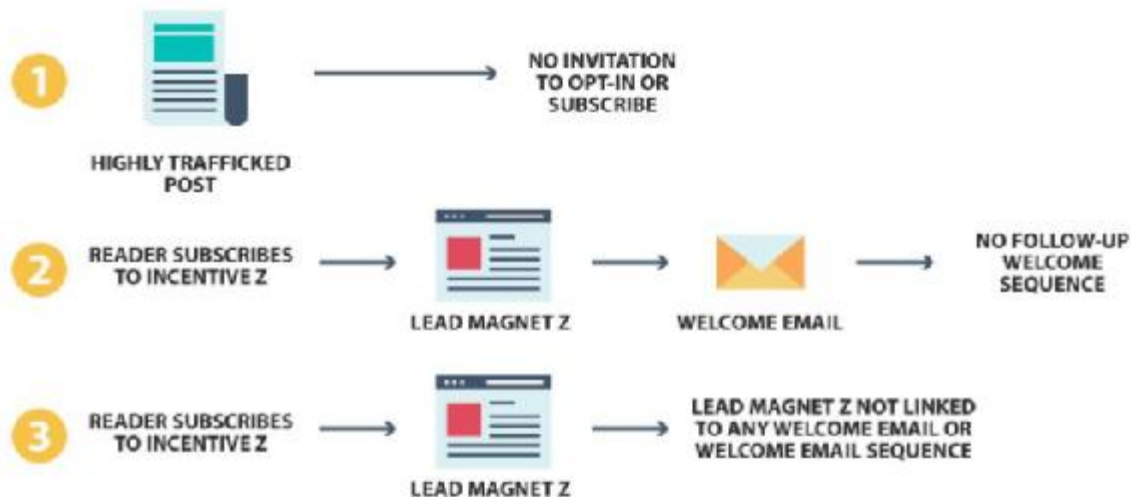 1
NO INVITATION
TO OPT-IN OR
SUBSCRIBE
HIGHLY TRAFFICKED
POST
2
READER SUBSCRIBES
TO INCENTIVE Z
LEAD MAGNET Z
WELCOME EMAIL
NO FOLLOW-UP
WELCOME
SEQUENCE
3
READER SUBSCRIBES
TO INCENTIVE Z
LEAD MAGNET Z
LEAD MAGNET Z NOT LINKED
TO ANY WELCOME EMAIL OR
WELCOME EMAIL SEQUENCE